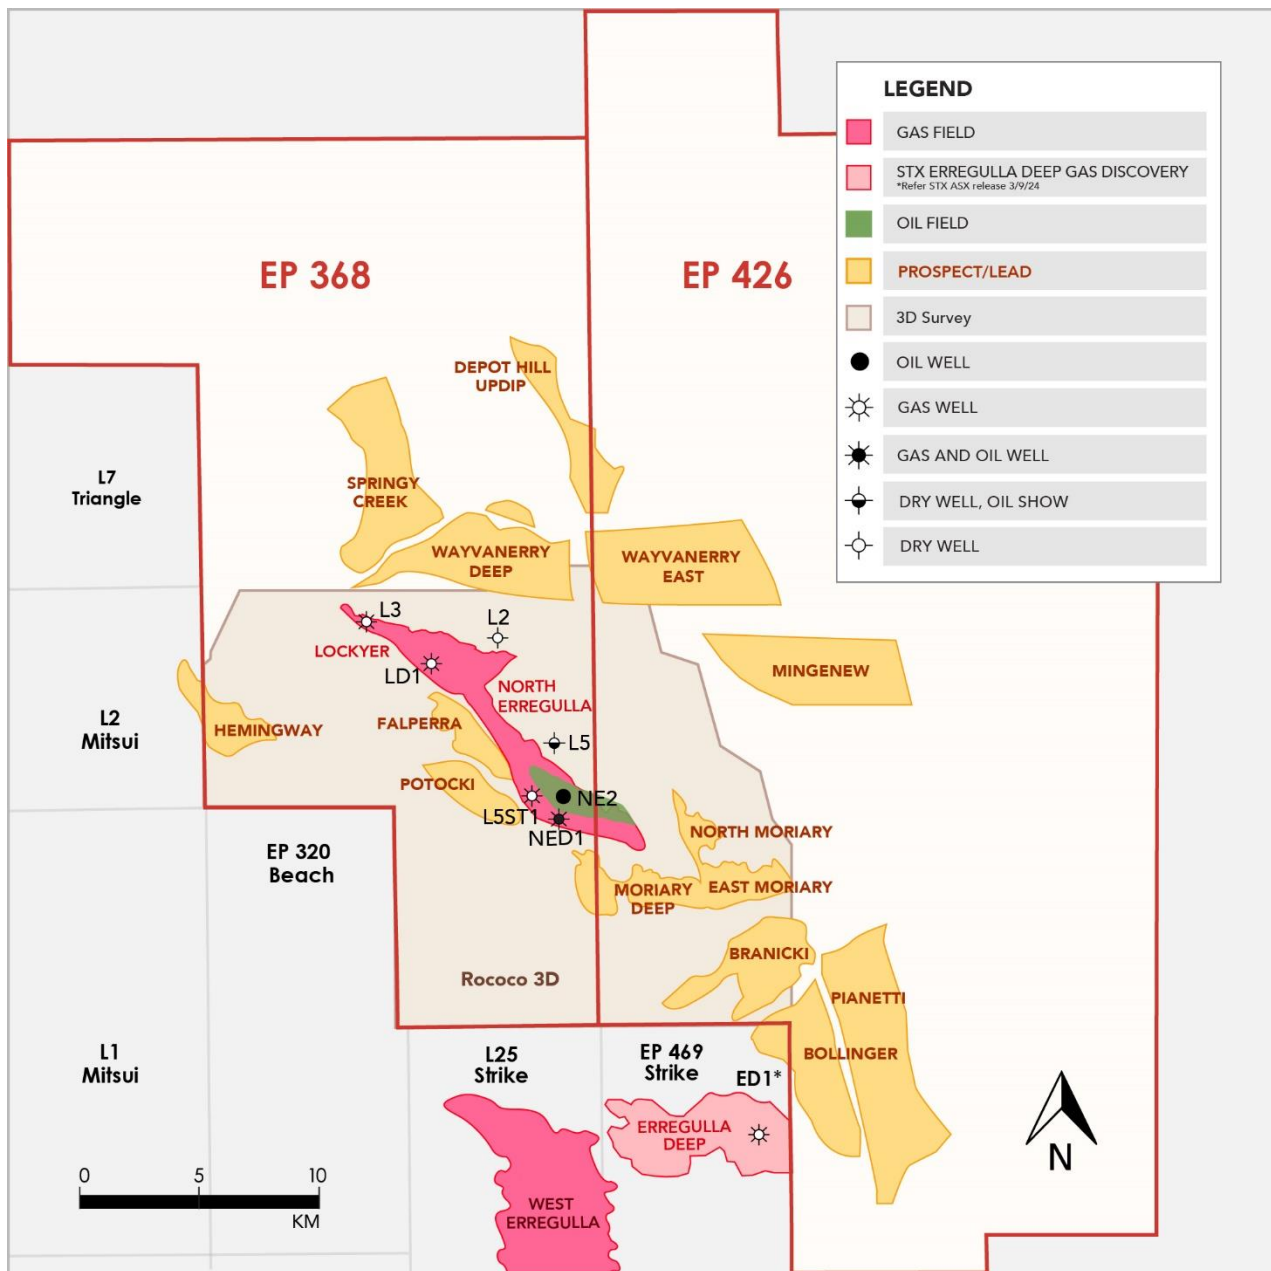 LEGEND
GAS FIELD
STX ERREGULLA DEEP GAS DISCOVERY
*Refer STX ASX release 3/9/24
OIL FIELD
PROSPECT/LEAD
3D Survey
OIL WELL
GAS WELL
GAS AND OIL WELL
DRY WELL, OIL SHOW
DRY WELL
EP 368
EP 426
DEPOT HILL
UPDIP
L7
Triangle
SPRINGY
CREEK
WAYVANERRY
DEEP
WAYVANERRY
EAST
L3
L2
LOCKYER
LD1
MINGENEW
NORTH
ERREGULLA
L2
Mitsui
HEMINGWAY
FALPERRA
L5
POTOCKI
NE2
L5ST1
NED1
NORTH MORIARY
EP 320
Beach
MORIARY
DEEP
EAST MORIARY
BRANICKI
Rococo 3D
PIANETTI
L1
Mitsui
L25
Strike
EP 469
Strike
BOLLINGER
ED1*
ERREGULLA
DEEP
N
0 5 10
KM
WEST
ERREGULLA